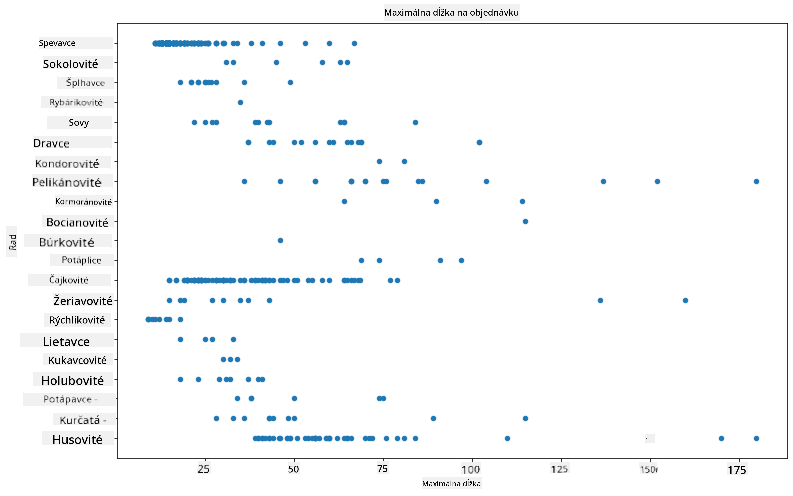 Maximálna dĺžka na objednávku
Spevavce
Sokolovité
Šplhavce
Rybárikovité
Sovy
Dravce
Kondorovité
Pelikánovité
Kormoránovité
Bocianovité
Búrkovité
Potáplice
Čajkovité
Žeriavovité
Rýchlikovité
Lietavce
Kukavcovité
Holubovité
Potápavce -
Kurčatá -
Husovité
Rad
25 50 75 100 125 150 175
Maximálna dĺžka